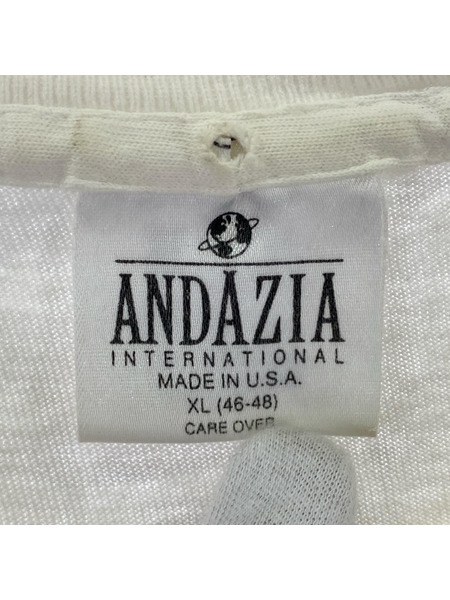 ANDAZIA
INTERNATIONAL
MADE IN U.S.A.
XL (46-48)
CARE OVER